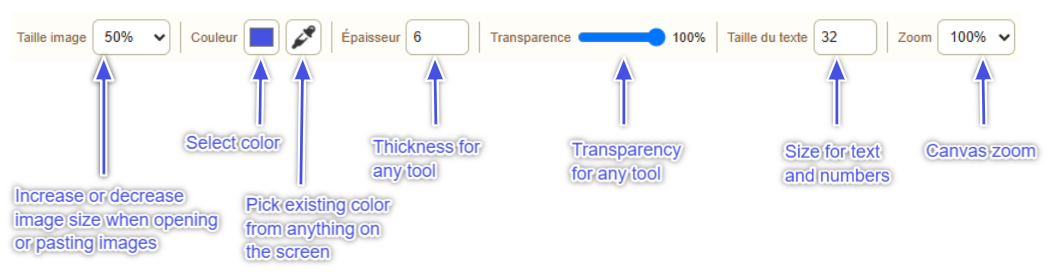 Taille image 50% Couleur Épaisseur 6 Transparence 100% Taille du texte 32 Zoom 100%
Select color
Thickness for
any tool
Transparency
for any tool
Size for text
and numbers
Canvas zoom
Increase or decrease
image size when opening
or pasting images
Pick existing color
from anything on
the screen